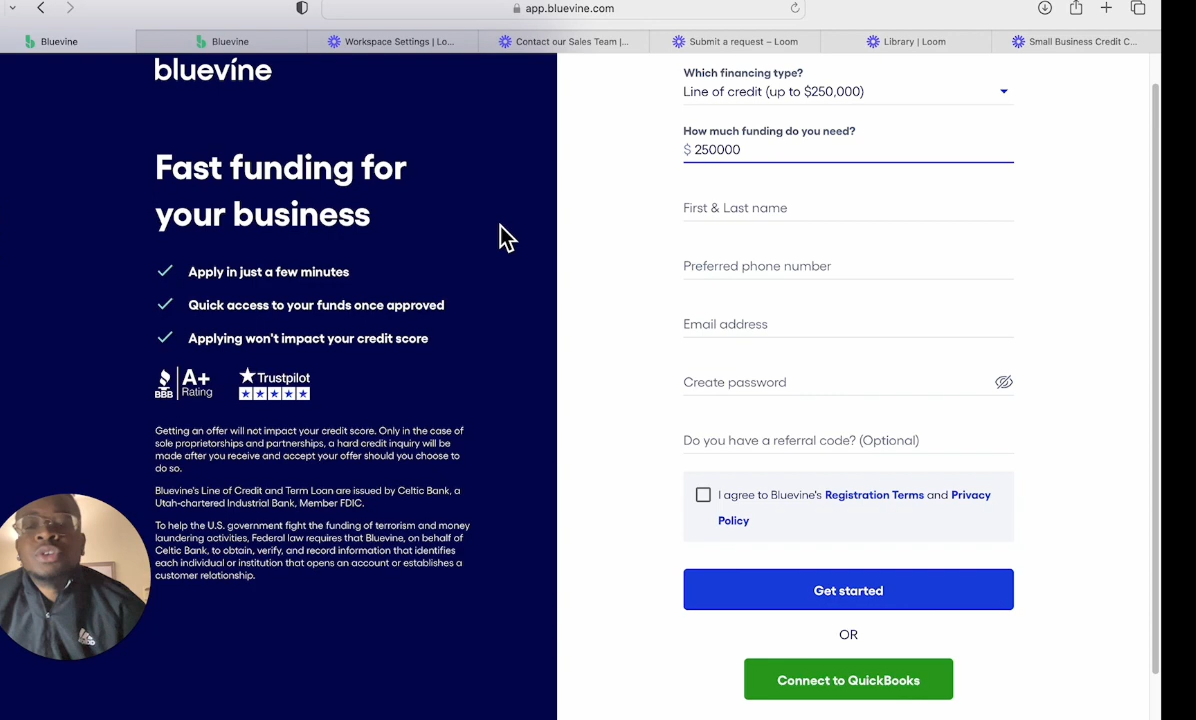 app.bluevine.com
Bluevine
Bluevine
Workspace Settings | Lo...
Contact our Sales Team |...
Submit a request – Loom
Library | Loom
Small Business Credit C...
bluevine
Fast funding for
your business
Apply in just a few minutes
Quick access to your funds once approved
Applying won't impact your credit score
BBB
A+
Rating
Trustpilot
Getting an offer will not impact your credit score. Only in the case of
sole proprietorships and partnerships, a hard credit inquiry will be
made after you receive and accept your offer should you choose to
do so.
Bluevine's Line of Credit and Term Loan are issued by Celtic Bank, a
Utah-chartered Industrial Bank, Member FDIC.
To help the U.S. government fight the funding of terrorism and money
laundering activities, Federal law requires that Bluevine, on behalf of
Celtic Bank, to obtain, verify, and record information that identifies
each individual or institution that opens an account or establishes a
customer relationship.
Which financing type?
Line of credit (up to $250,000)
How much funding do you need?
$ 250000
First & Last name
Preferred phone number
Email address
Create password
Do you have a referral code? (Optional)
I agree to Bluevine's Registration Terms and Privacy
Policy
Get started
OR
Connect to QuickBooks